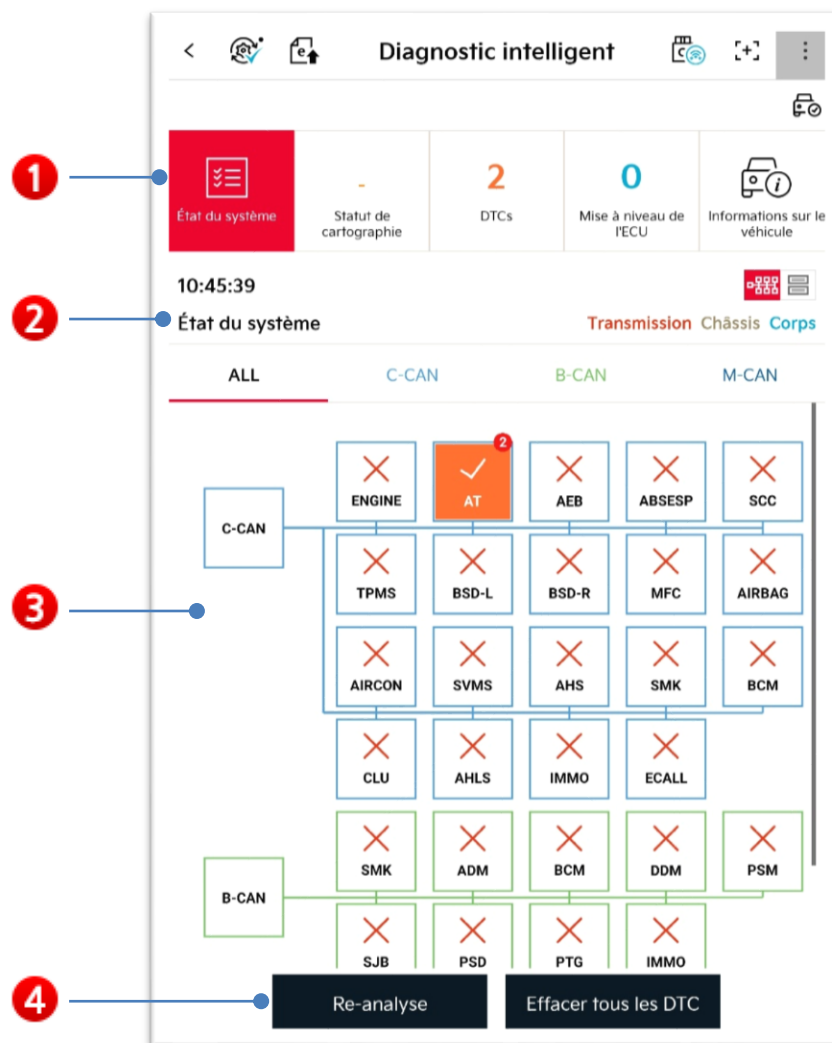 Diagnostic intelligent
1
État du système
-
Statut de
cartographie
2
DTCs
0
Mise à niveau de
l'ECU
Informations sur le
véhicule
10:45:39
2
État du système
Transmission Châssis Corps
ALL C-CAN B-CAN M-CAN
2
ENGINE AT AEB ABSESP SCC
C-CAN
TPMS BSD-L BSD-R MFC AIRBAG
3
AIRCON SVMS AHS SMK BCM
CLU AHLS IMMO ECALL
SMK ADM BCM DDM PSM
B-CAN
SJB PSD PTG IMMO
4
Re-analyse Effacer tous les DTC